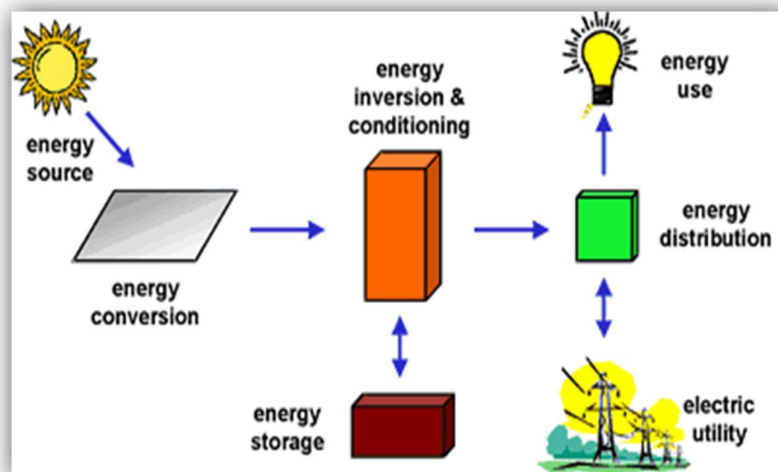 energy
source
energy
conversion
energy
inversion &
conditioning
energy
storage
energy
use
energy
distribution
electric
utility